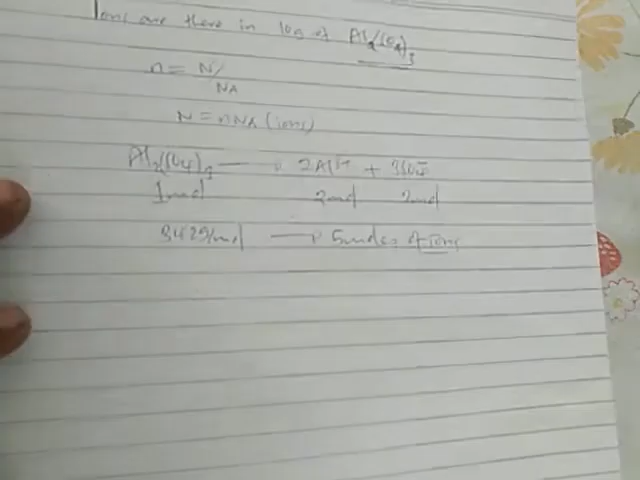 Ions are there in 10g of Al₂(SO₄)₃
n = N/
NA
N = nNA (ions)
Al₂(SO₄)₃ → 2Al³⁺ + 3SO₄²⁻
1mol 2mol 3mol
342g/mol → 5moles of ions